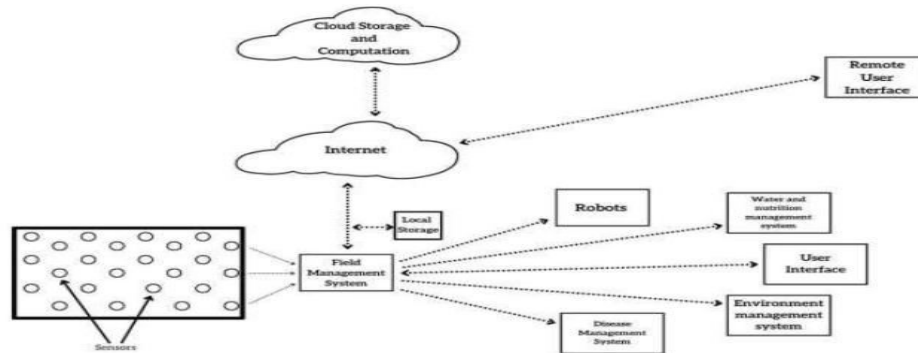 Cloud Storage
and
Computation
Remote
User
Interface
Internet
Local
Storage
Robots
Water and
nutrition
management
system
Field
Management
System
User
Interface
Environment
management
system
Disease
Management
System
Sensors